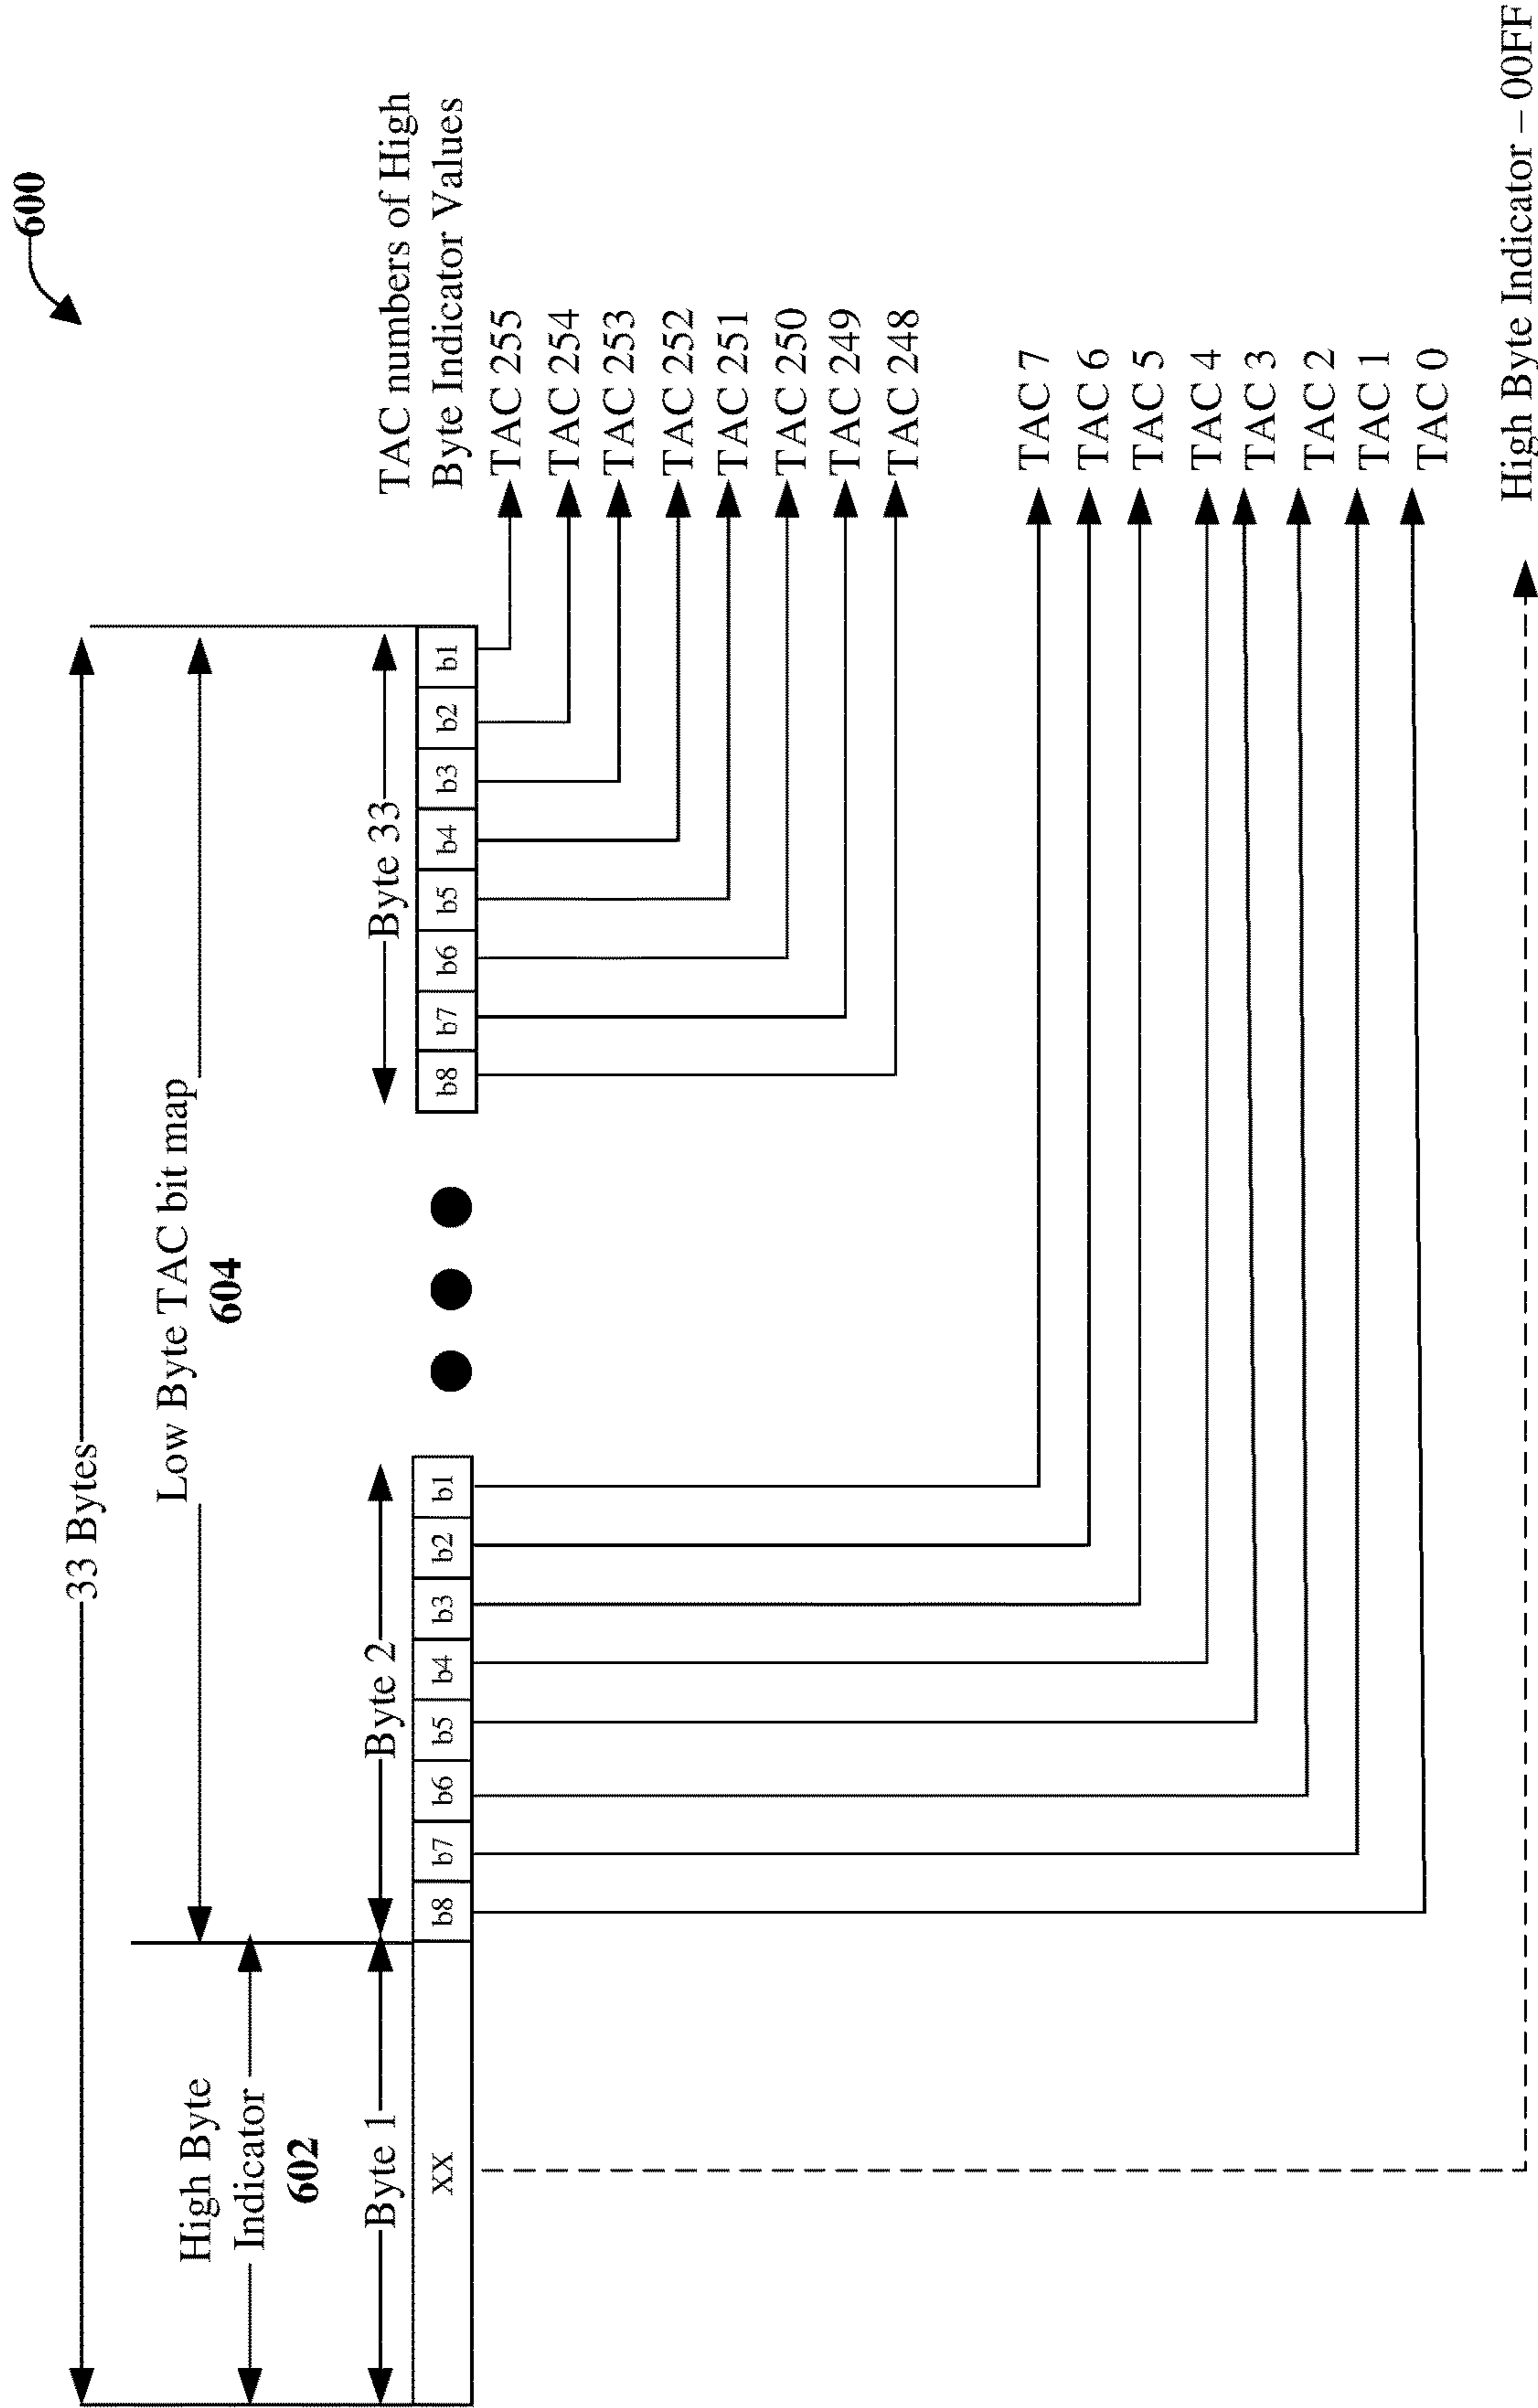 600
33 Bytes
Low Byte TAC bit map
604
High Byte
Indicator
602
TAC numbers of High
Byte Indicator Values
Byte 1
Byte 2
Byte 33
XX
b8 b7 b6 b5 b4 b3 b2 b1
b8 b7 b6 b5 b4 b3 b2 b1
TAC 255
TAC 254
TAC 253
TAC 252
TAC 251
TAC 250
TAC 249
TAC 248
TAC 7
TAC 6
TAC 5
TAC 4
TAC 3
TAC 2
TAC 1
TAC 0
High Byte Indicator – 00FF